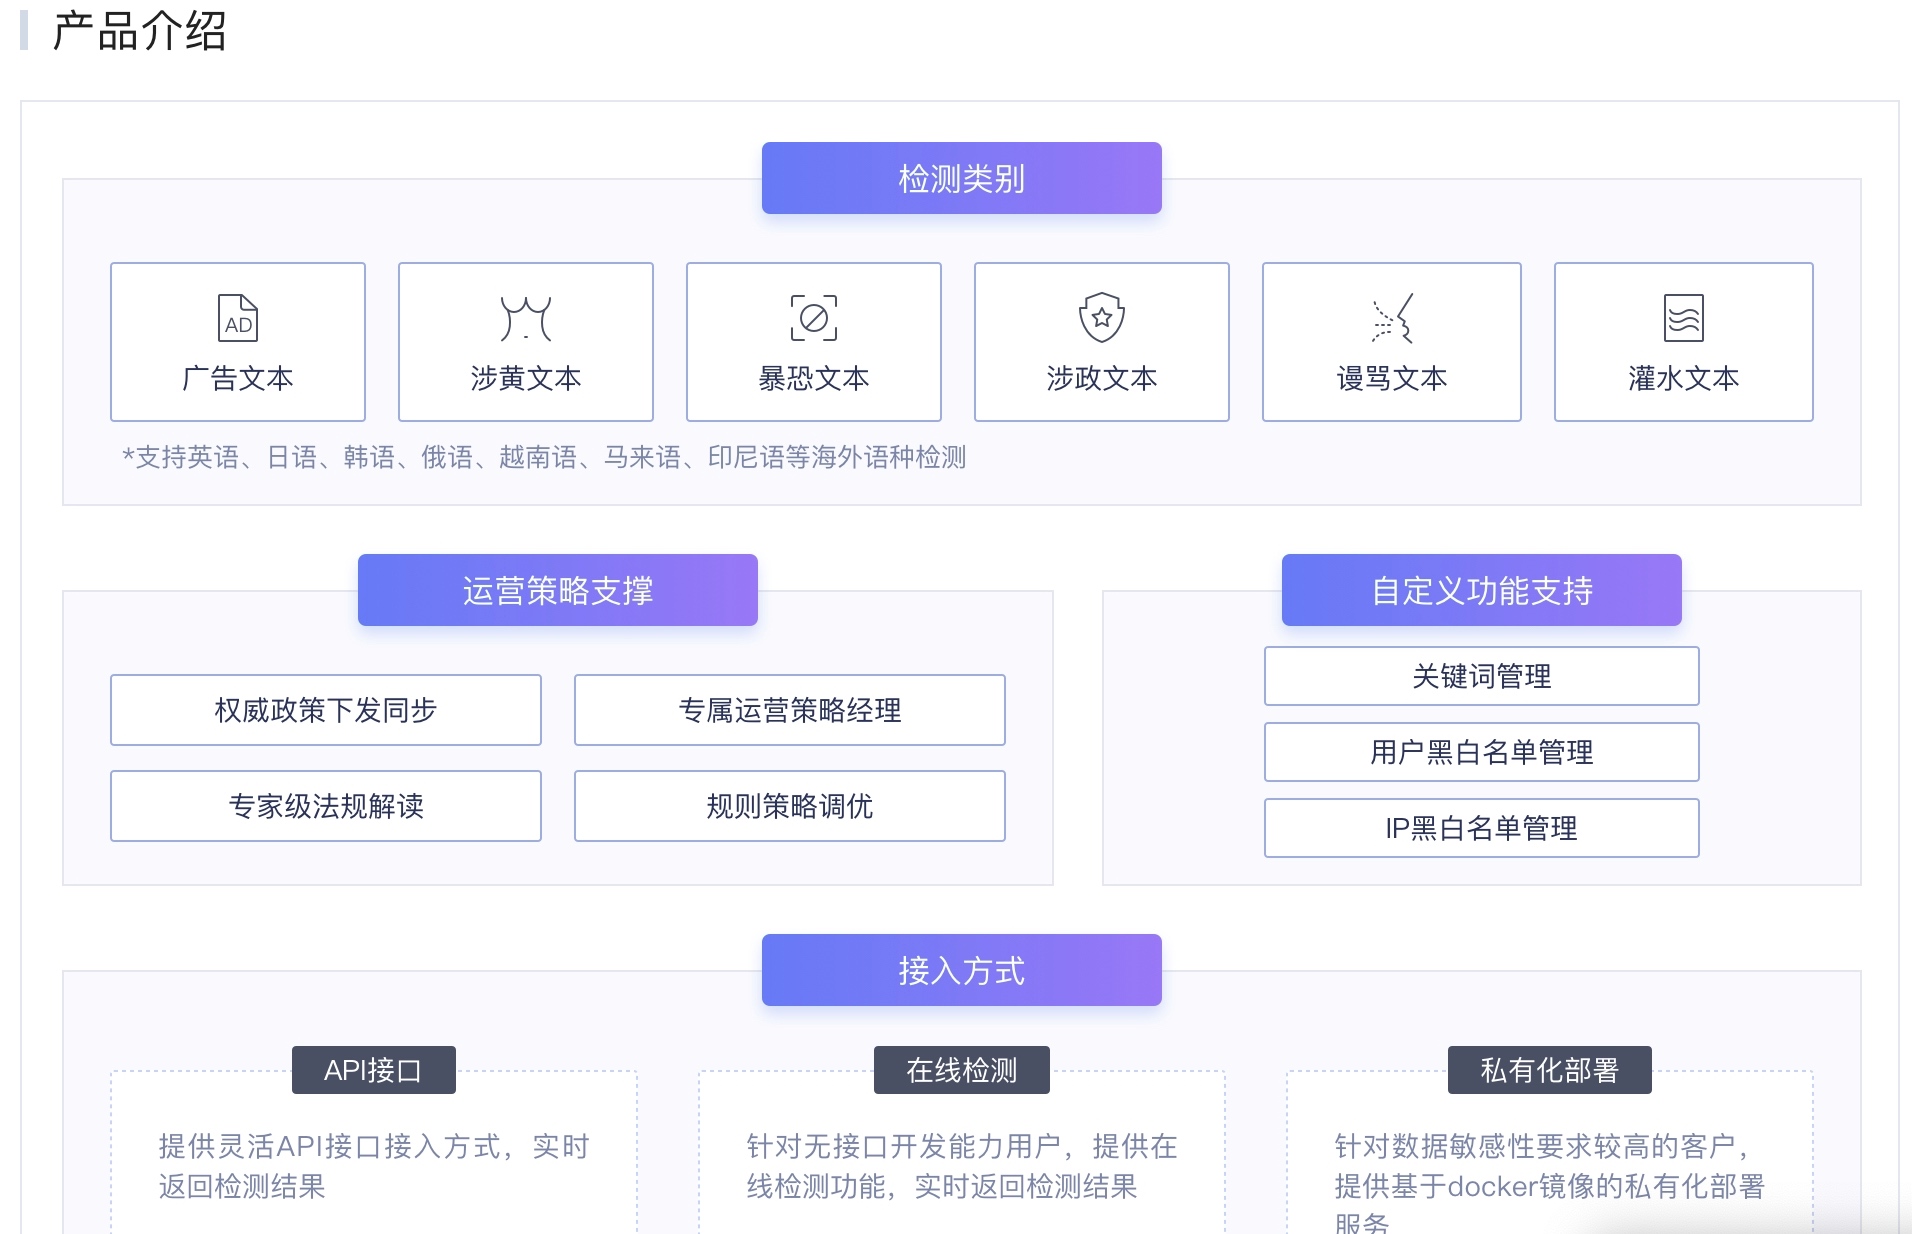 产品介绍
检测类别
AD
广告文本
涉黄文本
暴恐文本
涉政文本
谩骂文本
灌水文本
*支持英语、日语、韩语、俄语、越南语、马来语、印尼语等海外语种检测
运营策略支撑
权威政策下发同步
专属运营策略经理
专家级法规解读
规则策略调优
自定义功能支持
关键词管理
用户黑白名单管理
IP黑白名单管理
接入方式
API接口
提供灵活API接口接入方式，实时
返回检测结果
在线检测
针对无接口开发能力用户，提供在
线检测功能，实时返回检测结果
私有化部署
针对数据敏感性要求较高的客户，
提供基于docker镜像的私有化部署
服务